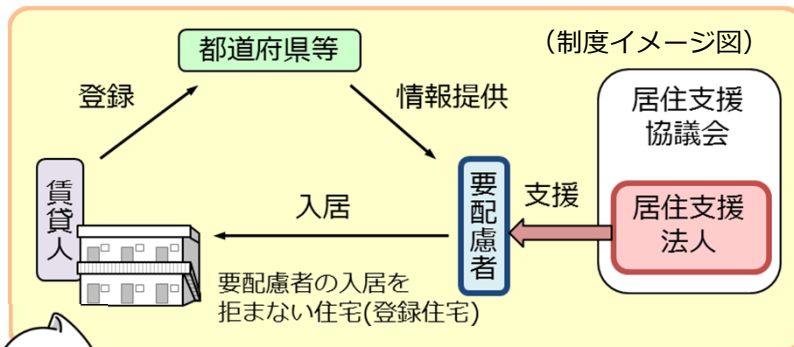 (制度イメージ図)
都道府県等
登録
情報提供
居住支援
協議会
賃貸人
入居
要配慮者
支援
居住支援
法人
要配慮者の入居を
拒まない住宅(登録住宅)